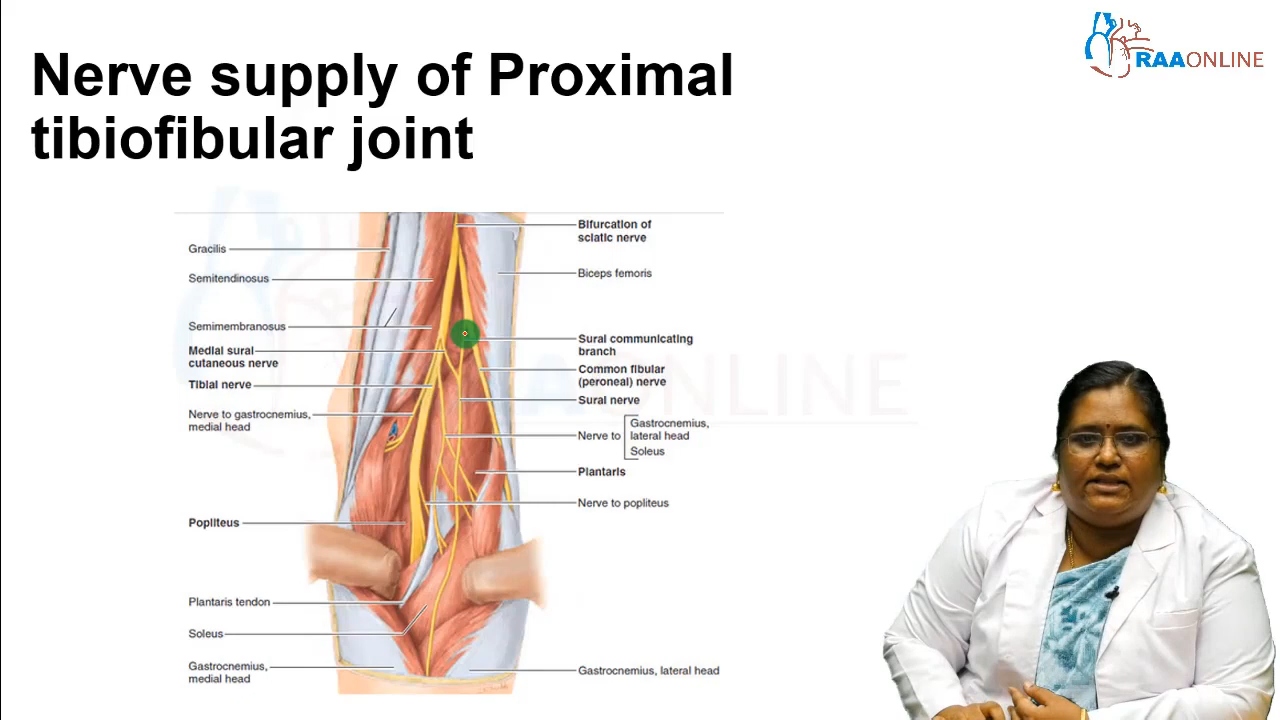 RAAONLINE
Nerve supply of Proximal
tibiofibular joint
Gracilis
Semitendinosus
Semimembranosus
Medial sural
cutaneous nerve
Tibial nerve
Nerve to gastrocnemius,
medial head
Popliteus
Plantaris tendon
Soleus
Gastrocnemius,
medial head
Bifurcation of
sciatic nerve
Biceps femoris
Sural communicating
branch
Common fibular
(peroneal) nerve
Sural nerve
Nerve to
Gastrocnemius,
lateral head
Soleus
Plantaris
Nerve to popliteus
Gastrocnemius, lateral head
RAAONLINE